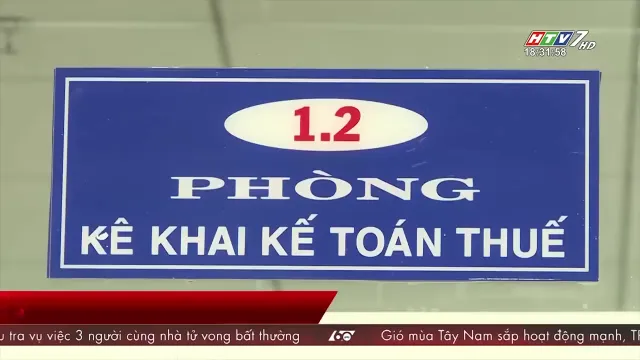 HTV7 HD
18:31:58
1.2
PHÒNG
KÊ KHAI KẾ TOÁN THUẾ
tra vụ việc 3 người cùng nhà tử vong bất thường
60
Gió mùa Tây Nam sắp hoạt động mạnh,